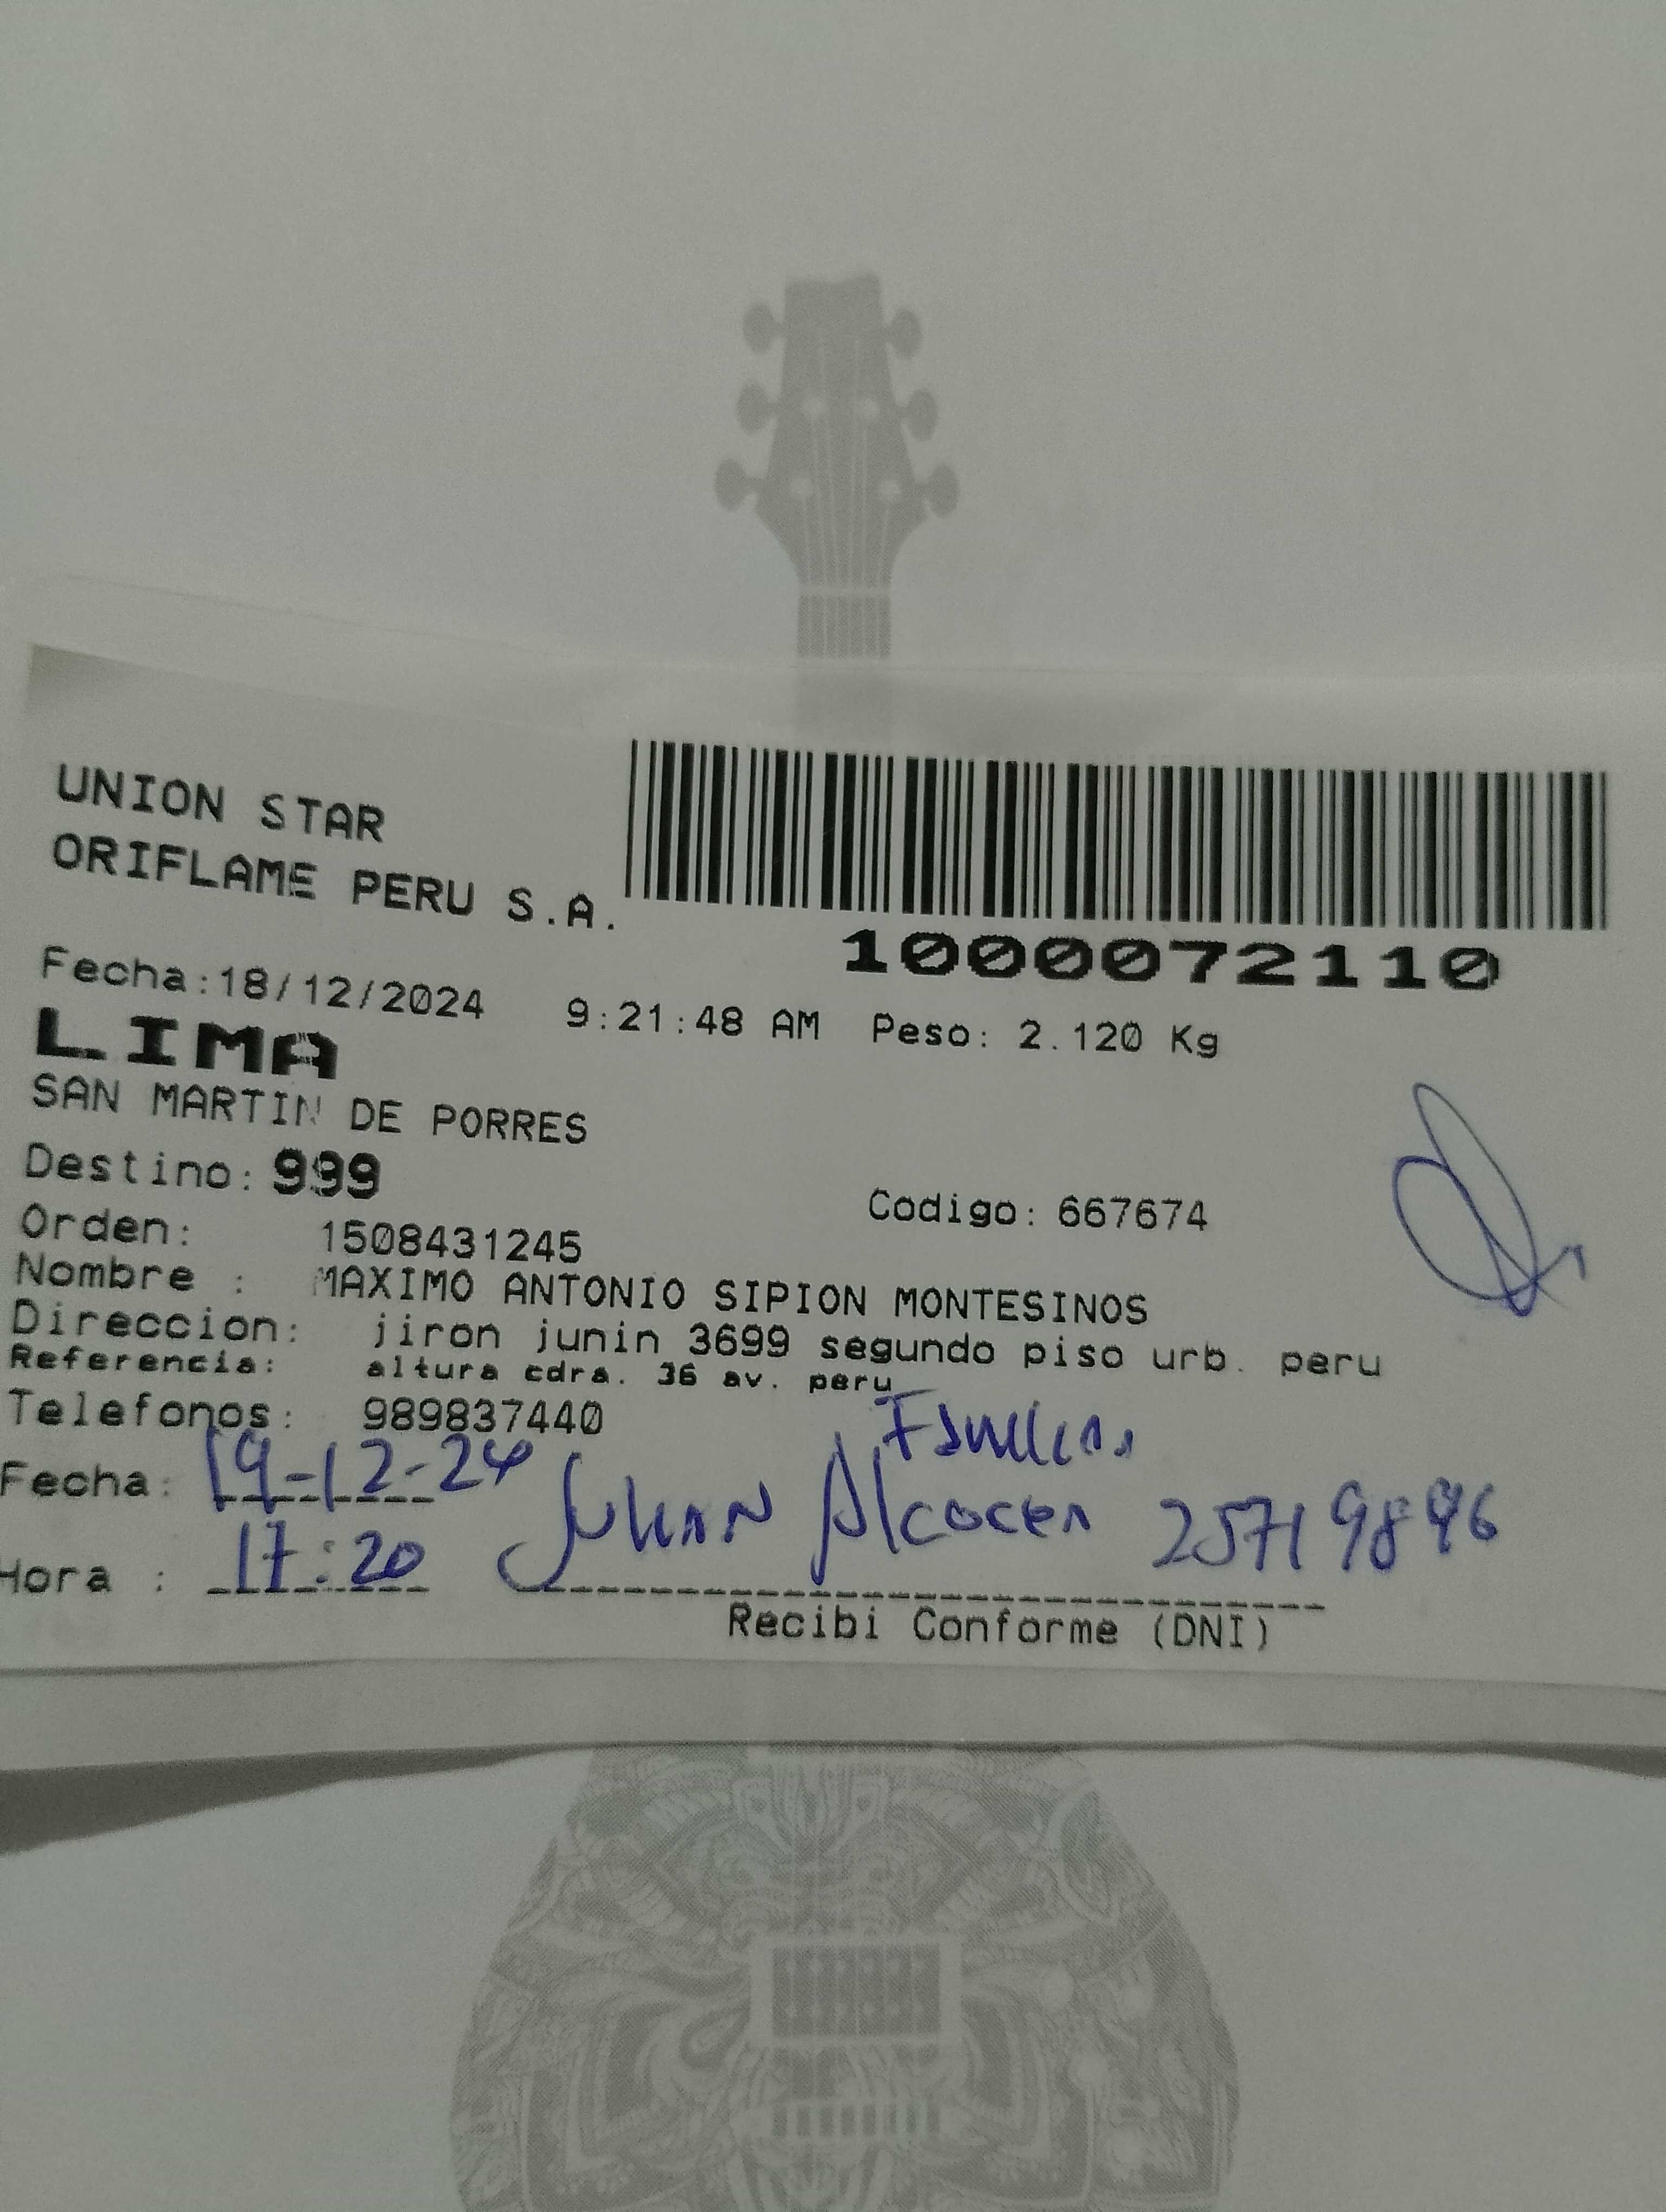 UNION STAR
ORIFLAME PERU S.A.
1000072110
Fecha:18/12/2024 9:21:48 AM Peso: 2.120 Kg
LIMA
SAN MARTIN DE PORRES
Destino: 999
Codigo: 667674
Orden: 1508431245
Nombre : MAXIMO ANTONIO SIPION MONTESINOS
Direccion: jiron junin 3699 segundo piso urb. peru
Referencia: altura cdra. 36 av. peru
Telefonos: 989837440
Fecha: 19-12-24
Hora : 17:20 Alcocer
Recibi Conforme (DNI)